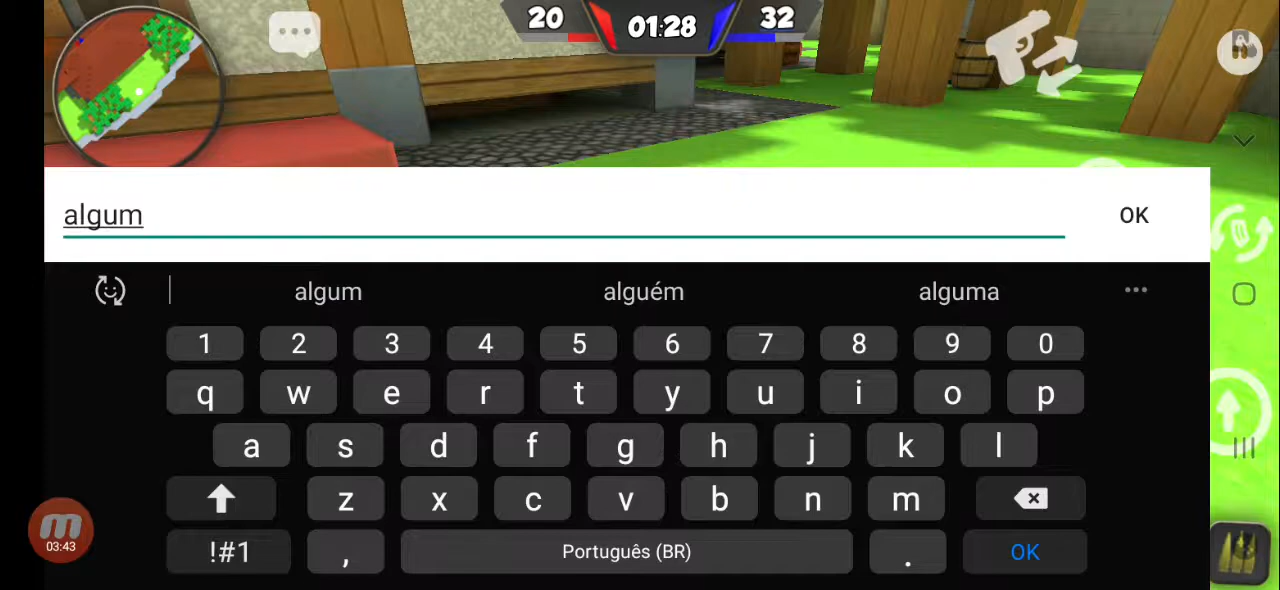 20 01:28 32
algum OK
algum alguém alguma
1 2 3 4 5 6 7 8 9 0
q w e r t y u i o p
a s d f g h j k l
z x c v b n m
!#1 , Português (BR) . OK
m
03:43